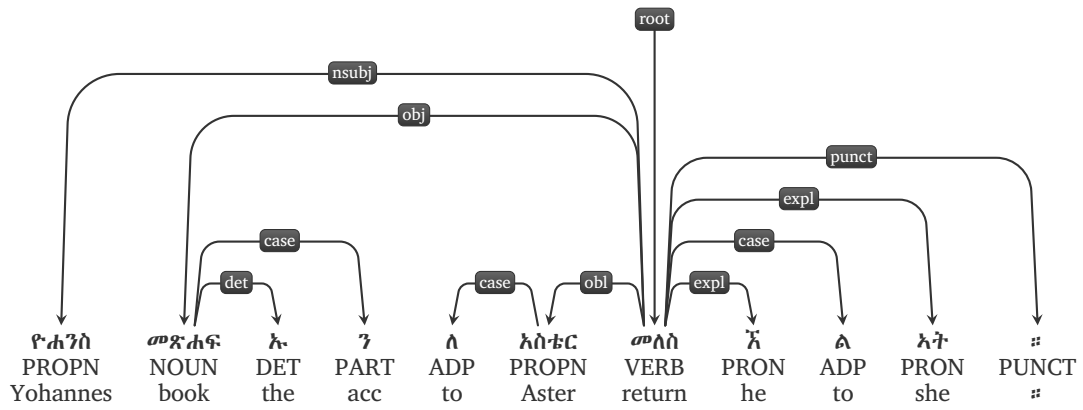 root
nsubj
obj
punct
expl
case case
det case obl expl
ዮሐንስ መጽሐፍ ኡ ን ለ አስቴር መለስ ኧ ል ኣት ።
PROPN NOUN DET PART ADP PROPN VERB PRON ADP PRON PUNCT
Yohannes book the acc to Aster return he to she ።